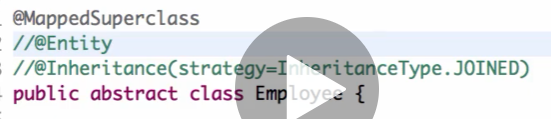 @MappedSuperclass
//@Entity
//@Inheritance(strategy=InheritanceType.JOINED)
public abstract class Employee {